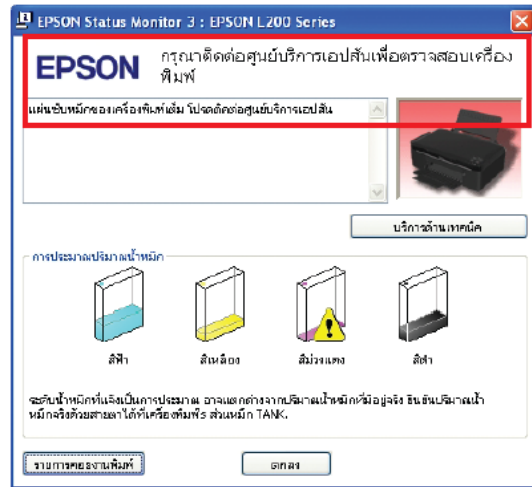 EPSON Status Monitor 3 : EPSON L200 Series
EPSON
กรุณาติดต่อศูนย์บริการเอปสันเพื่อตรวจสอบเครื่อง
พิมพ์
แผ่นซับหมึกของเครื่องพิมพ์เต็ม โปรดติดต่อศูนย์บริการเอปสัน
บริการด้านเทคนิค
การประมาณปริมาณน้ำหมึก
สีฟ้า
สีเหลือง
สีม่วงแดง
สีดำ
ระดับน้ำหมึกที่แจ้งเป็นการประมาณ อาจแตกต่างจากปริมาณน้ำหมึกที่มีอยู่จริง ยืนยันปริมาณน้ำ
หมึกจริงด้วยสายตาได้ที่เครื่องพิมพ์s ส่วนหมึก TANK.
รายการคอยงานพิมพ์
ตกลง